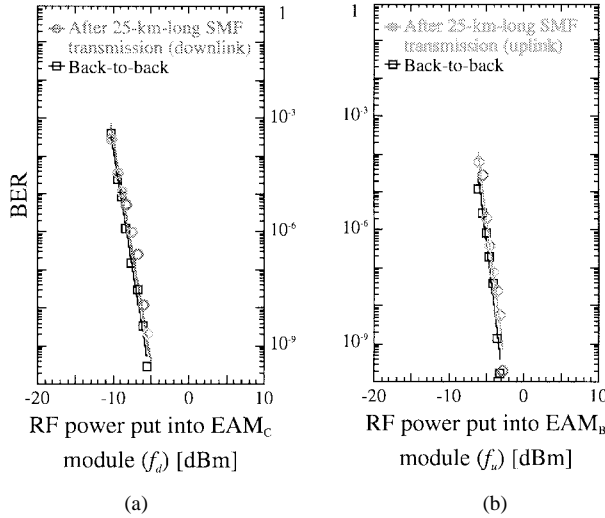 After 25-km-long SMF
transmission (downlink)
Back-to-back
1
10-3
10-6
10-9
BER
-20 -10 0 10
RF power put into EAMC
module (fd) [dBm]
(a)
After 25-km-long SMF
transmission (uplink)
Back-to-back
1
10-3
10-6
10-9
-20 -10 0 10
RF power put into EAMB
module (fu) [dBm]
(b)